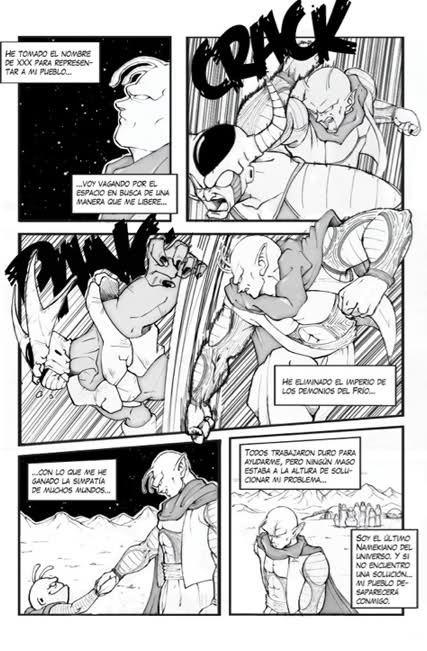 HE TOMADO EL NOMBRE
DE XXX PARA REPRESEN-
TAR A MI PUEBLO...
CRACK
...VOY VAGANDO POR EL
ESPACIO EN BUSCA DE UNA
MANERA QUE ME LIBERE...
HE ELIMINADO EL IMPERIO DE
LOS DEMONIOS DEL FRÍO...
...CON LO QUE ME HE
GANADO LA SIMPATÍA
DE MUCHOS MUNDOS...
TODOS TRABAJARON DURO PARA
AYUDARME, PERO NINGÚN MAGO
ESTABA A LA ALTURA DE SOLU-
CIONAR MI PROBLEMA...
SOY EL ÚLTIMO
NAMEKIANO DEL
UNIVERSO. Y SI
NO ENCUENTRO
UNA SOLUCIÓN...
MI PUEBLO DE-
SAPARECERÁ
CONMIGO.